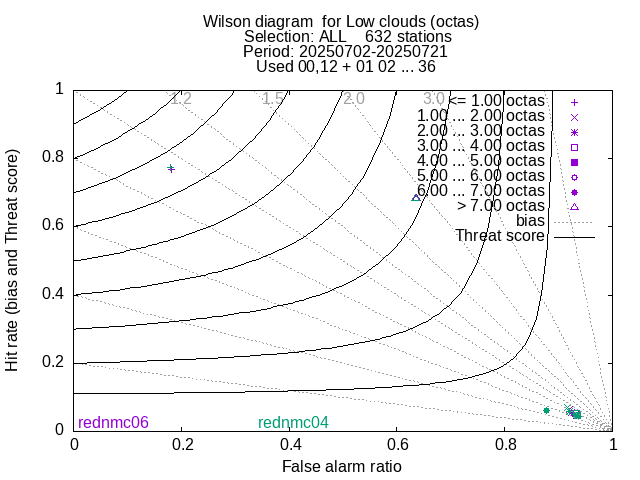 Wilson diagram  for Low clouds (octas)
Selection: ALL    632 stations
Period: 20250702-20250721
Used 00,12 + 01 02 ... 36
1.2 1.5 2.0 3.0
<= 1.00 octas
1.00 ... 2.00 octas
2.00 ... 3.00 octas
3.00 ... 4.00 octas
4.00 ... 5.00 octas
5.00 ... 6.00 octas
6.00 ... 7.00 octas
> 7.00 octas
bias
Threat score
Hit rate (bias and Threat score)
1
0.8
0.6
0.4
0.2
0
rednmc06 rednmc04
0 0.2 0.4 0.6 0.8 1
False alarm ratio